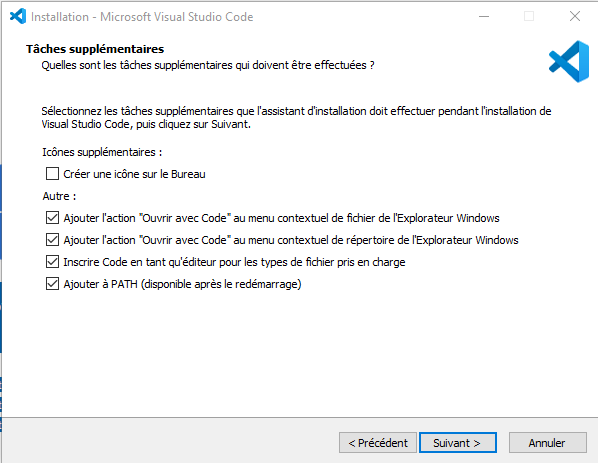 Installation - Microsoft Visual Studio Code
Tâches supplémentaires
Quelles sont les tâches supplémentaires qui doivent être effectuées ?
Sélectionnez les tâches supplémentaires que l'assistant d'installation doit effectuer pendant l'installation de
Visual Studio Code, puis cliquez sur Suivant.
Icônes supplémentaires :
Créer une icône sur le Bureau
Autre :
Ajouter l'action "Ouvrir avec Code" au menu contextuel de fichier de l'Explorateur Windows
Ajouter l'action "Ouvrir avec Code" au menu contextuel de répertoire de l'Explorateur Windows
Inscrire Code en tant qu'éditeur pour les types de fichier pris en charge
Ajouter à PATH (disponible après le redémarrage)
< Précédent Suivant > Annuler